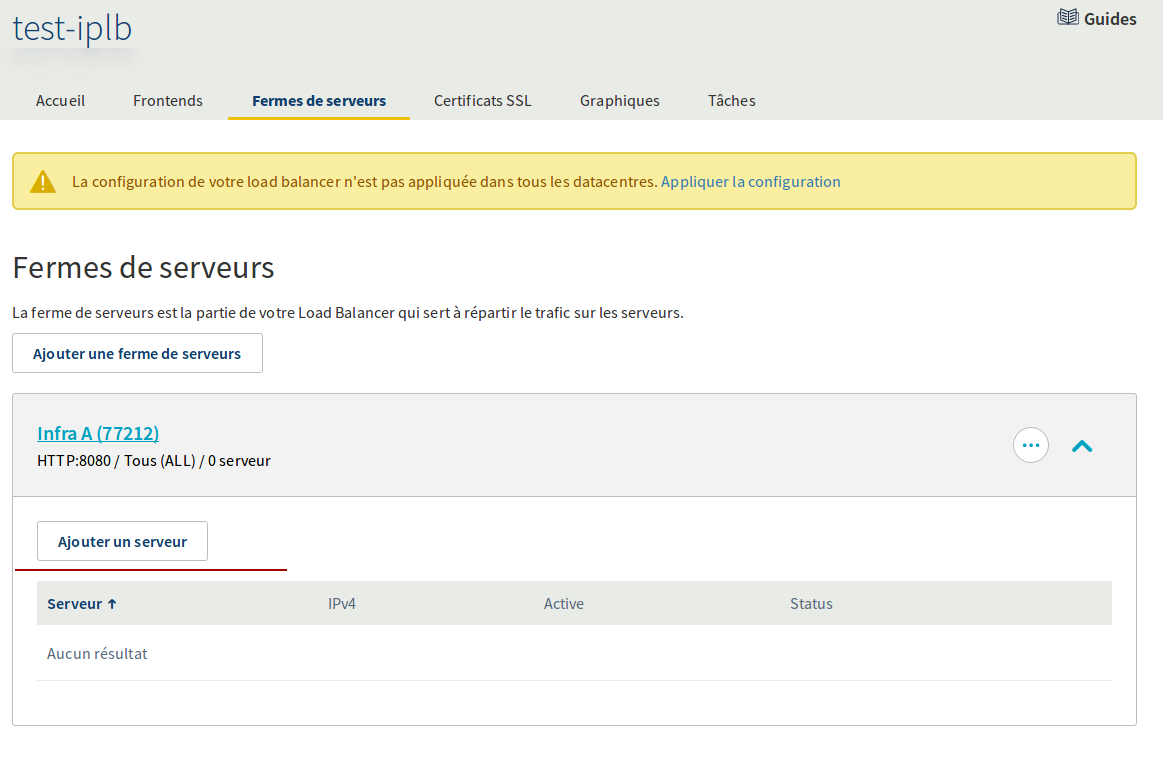 test-iplb
Guides
Accueil Frontends Fermes de serveurs Certificats SSL Graphiques Tâches
La configuration de votre load balancer n'est pas appliquée dans tous les datacentres. Appliquer la configuration
Fermes de serveurs
La ferme de serveurs est la partie de votre Load Balancer qui sert à répartir le trafic sur les serveurs.
Ajouter une ferme de serveurs
Infra A (77212)
HTTP:8080 / Tous (ALL) / 0 serveur
Ajouter un serveur
Serveur ↑ IPv4 Active Status
Aucun résultat